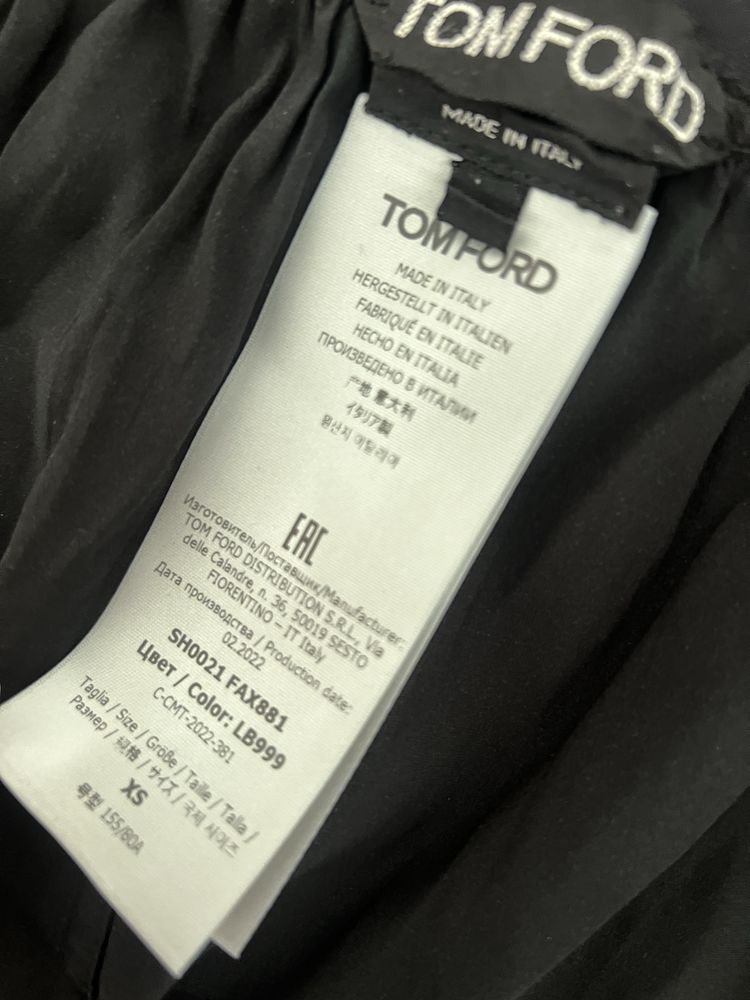 TOM FORD
MADE IN ITALY
TOM FORD
MADE IN ITALY
HERGESTELLT IN ITALIEN
FABRIQUÉ EN ITALIE
HECHO EN ITALIA
ПРОИЗВЕДЕНО В ИТАЛИИ
产地 意大利
イタリア製
원산지 이탈리아
EAC
Изготовитель/Поставщик/Manufacturer:
TOM FORD DISTRIBUTION S.R.L., Via
delle Calandre, n. 36, 50019 SESTO
FIORENTINO – IT Italy
Дата производства / Production date:
02.2022
SH0021 FAX881
Цвет / Color: LB999
C-CMT-2022-381
Taglia / Size / Größe / Taille / Talla /
Размер / 규격 / サイズ / 국제 사이즈
XS
号型 155/80A